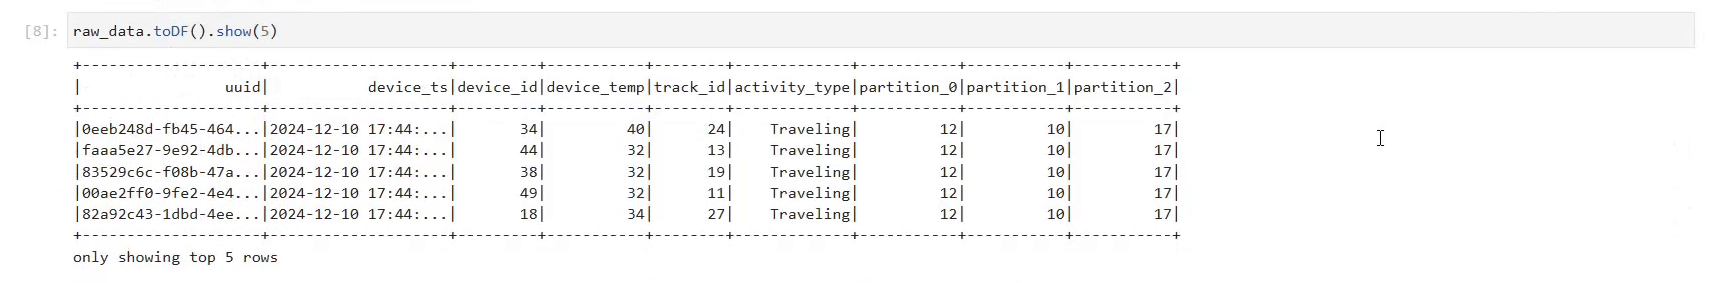 [8]: raw_data.toDF().show(5)
+--------------------+--------------------+---------+-----------+--------+-------------+-----------+-----------+-----------+
|                uuid|           device_ts|device_id|device_temp|track_id|activity_type|partition_0|partition_1|partition_2|
+--------------------+--------------------+---------+-----------+--------+-------------+-----------+-----------+-----------+
|0eeb248d-fb45-464...|2024-12-10 17:44:...|       34|         40|      24|    Traveling|         12|         10|         17|
|faaa5e27-9e92-4db...|2024-12-10 17:44:...|       44|         32|      13|    Traveling|         12|         10|         17|
|83529c6c-f08b-47a...|2024-12-10 17:44:...|       38|         32|      19|    Traveling|         12|         10|         17|
|00ae2ff0-9fe2-4e4...|2024-12-10 17:44:...|       49|         32|      11|    Traveling|         12|         10|         17|
|82a92c43-1dbd-4ee...|2024-12-10 17:44:...|       18|         34|      27|    Traveling|         12|         10|         17|
+--------------------+--------------------+---------+-----------+--------+-------------+-----------+-----------+-----------+
only showing top 5 rows